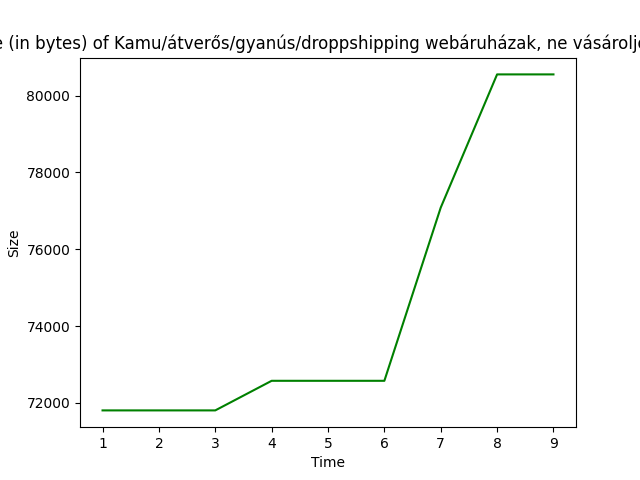 e (in bytes) of Kamu/átverős/gyanús/droppshipping webáruházak, ne vásárolj
80000
78000
76000
74000
72000
Size
1 2 3 4 5 6 7 8 9
Time